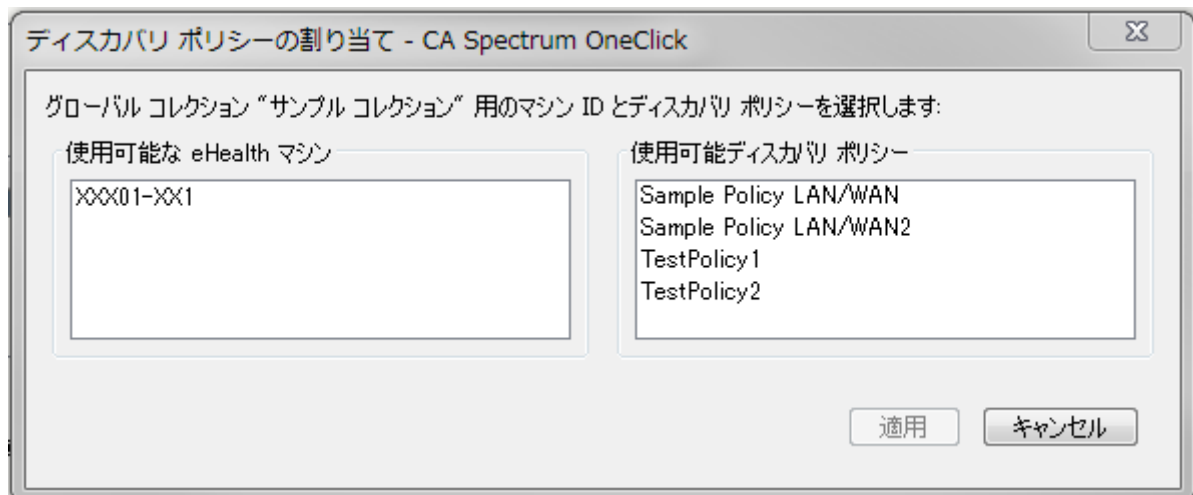 ディスカバリ ポリシーの割り当て - CA Spectrum OneClick
グローバル コレクション "サンプル コレクション" 用のマシン ID とディスカバリ ポリシーを選択します:
使用可能な eHealth マシン
XXX01-XX1
使用可能ディスカバリ ポリシー
Sample Policy LAN/WAN
Sample Policy LAN/WAN2
TestPolicy1
TestPolicy2
適用
キャンセル